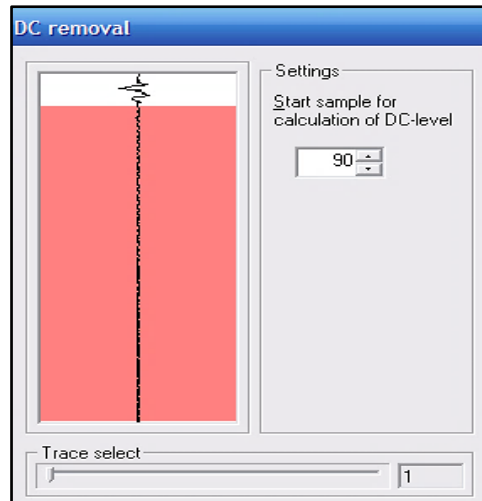 DC removal
Settings
Start sample for
calculation of DC-level
90
Trace select
1